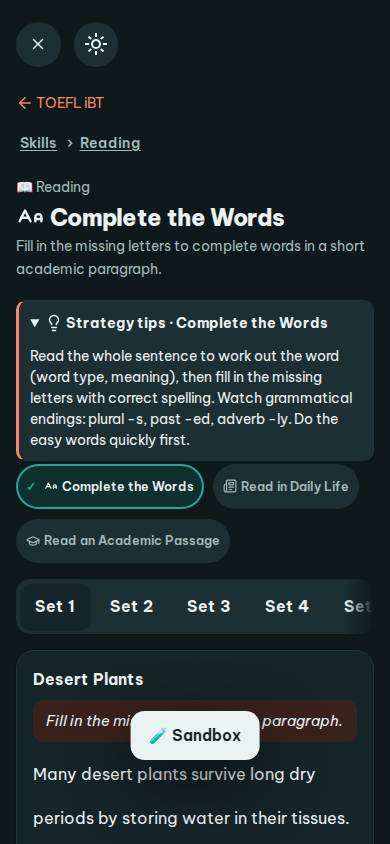 ← TOEFL iBT
Skills › Reading
📖 Reading
Complete the Words
Fill in the missing letters to complete words in a short
academic paragraph.
▼ Strategy tips · Complete the Words
Read the whole sentence to work out the word
(word type, meaning), then fill in the missing
letters with correct spelling. Watch grammatical
endings: plural -s, past -ed, adverb -ly. Do the
easy words quickly first.
✓ Complete the Words Read in Daily Life
Read an Academic Passage
Set 1 Set 2 Set 3 Set 4 Set
Desert Plants
Fill in the paragraph.
🧪 Sandbox
Many desert plants survive long dry
periods by storing water in their tissues.